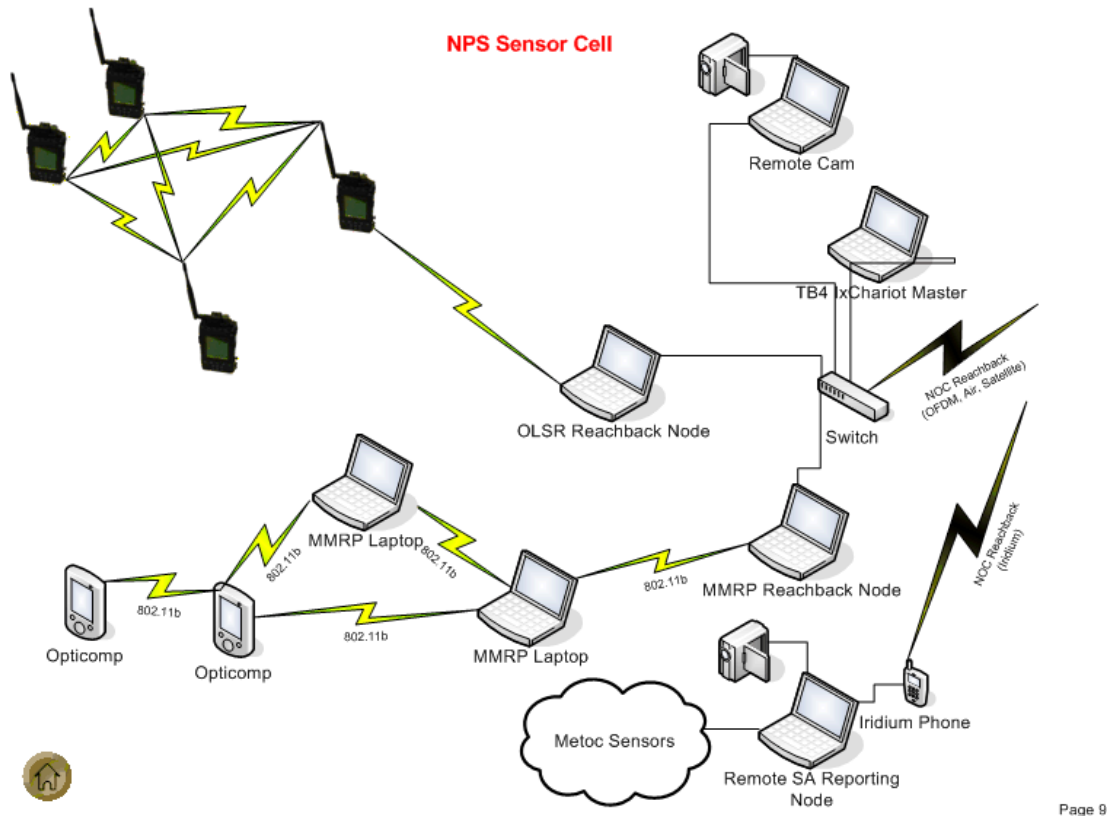 NPS Sensor Cell
Remote Cam
TB4 IxChariot Master
NOC Reachback
(OFDM, Air, Satellite)
Switch
OLSR Reachback Node
NOC Reachback
(Iridium)
MMRP Laptop
802.11b
802.11b
802.11b
MMRP Reachback Node
802.11b
802.11b
Opticomp
Opticomp
MMRP Laptop
Iridium Phone
Metoc Sensors
Remote SA Reporting
Node
Page 9